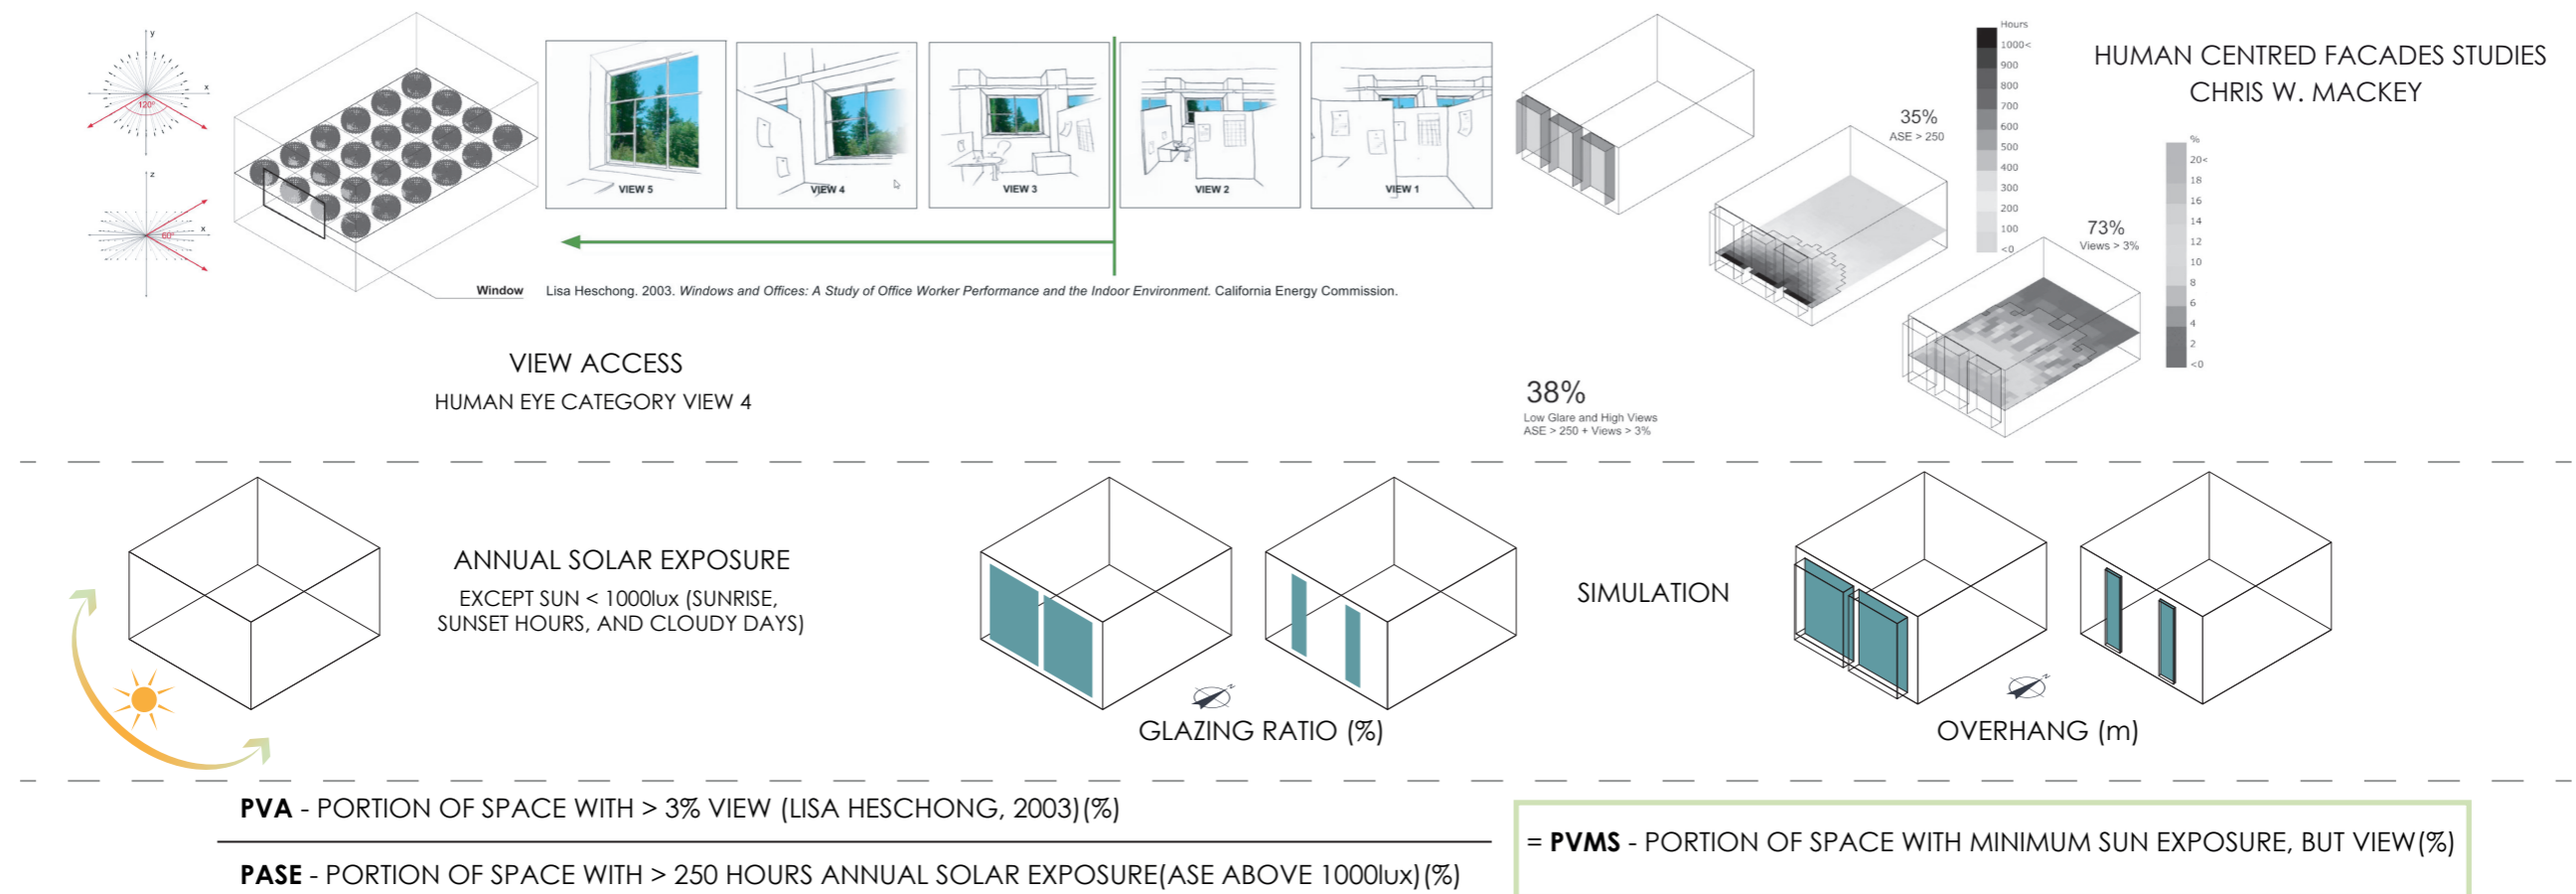 y
x
120°
z
x
60°
VIEW 5
VIEW 4
VIEW 3
VIEW 2
VIEW 1
Window
Lisa Heschong. 2003. Windows and Offices: A Study of Office Worker Performance and the Indoor Environment. California Energy Commission.
VIEW ACCESS
HUMAN EYE CATEGORY VIEW 4
HUMAN CENTRED FACADES STUDIES
CHRIS W. MACKEY
35%
ASE > 250
Hours
1000<
900
800
700
600
500
400
300
200
100
<0
73%
Views > 3%
%
20<
18
16
14
12
10
8
6
4
2
<0
38%
Low Glare and High Views
ASE > 250 + Views > 3%
ANNUAL SOLAR EXPOSURE
EXCEPT SUN < 1000lux (SUNRISE,
SUNSET HOURS, AND CLOUDY DAYS)
N
GLAZING RATIO (%)
SIMULATION
N
OVERHANG (m)
PVA - PORTION OF SPACE WITH > 3% VIEW (LISA HESCHONG, 2003)(%)
PASE - PORTION OF SPACE WITH > 250 HOURS ANNUAL SOLAR EXPOSURE(ASE ABOVE 1000lux)(%)
= PVMS - PORTION OF SPACE WITH MINIMUM SUN EXPOSURE, BUT VIEW(%)